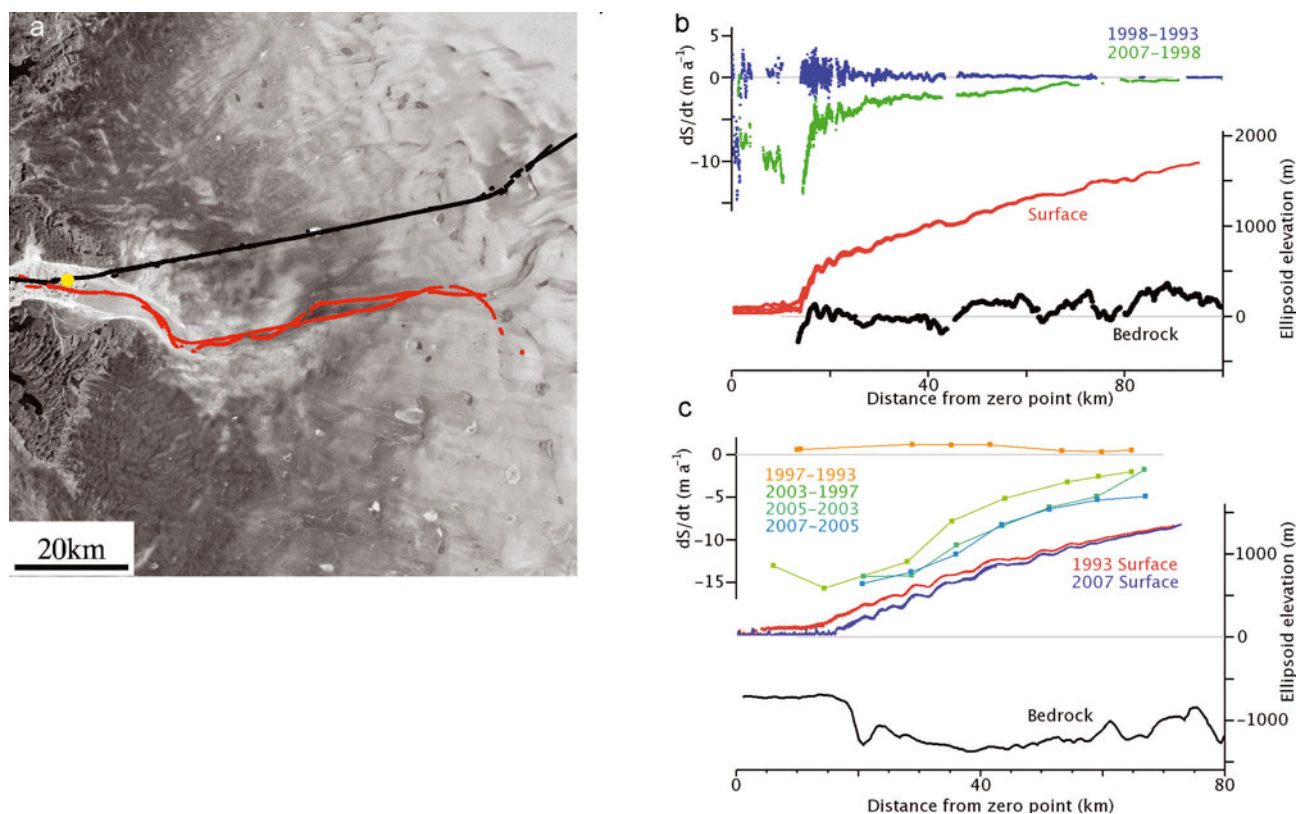 a
20km
b
1998-1993
2007-1998
dS/dt (m a⁻¹)
5
0
-10
Surface
Bedrock
2000
1000
0
Ellipsoid elevation (m)
0
40
80
Distance from zero point (km)
c
dS/dt (m a⁻¹)
0
-5
-10
-15
1997-1993
2003-1997
2005-2003
2007-2005
1993 Surface
2007 Surface
Bedrock
1000
0
-1000
Ellipsoid elevation (m)
0
40
80
Distance from zero point (km)